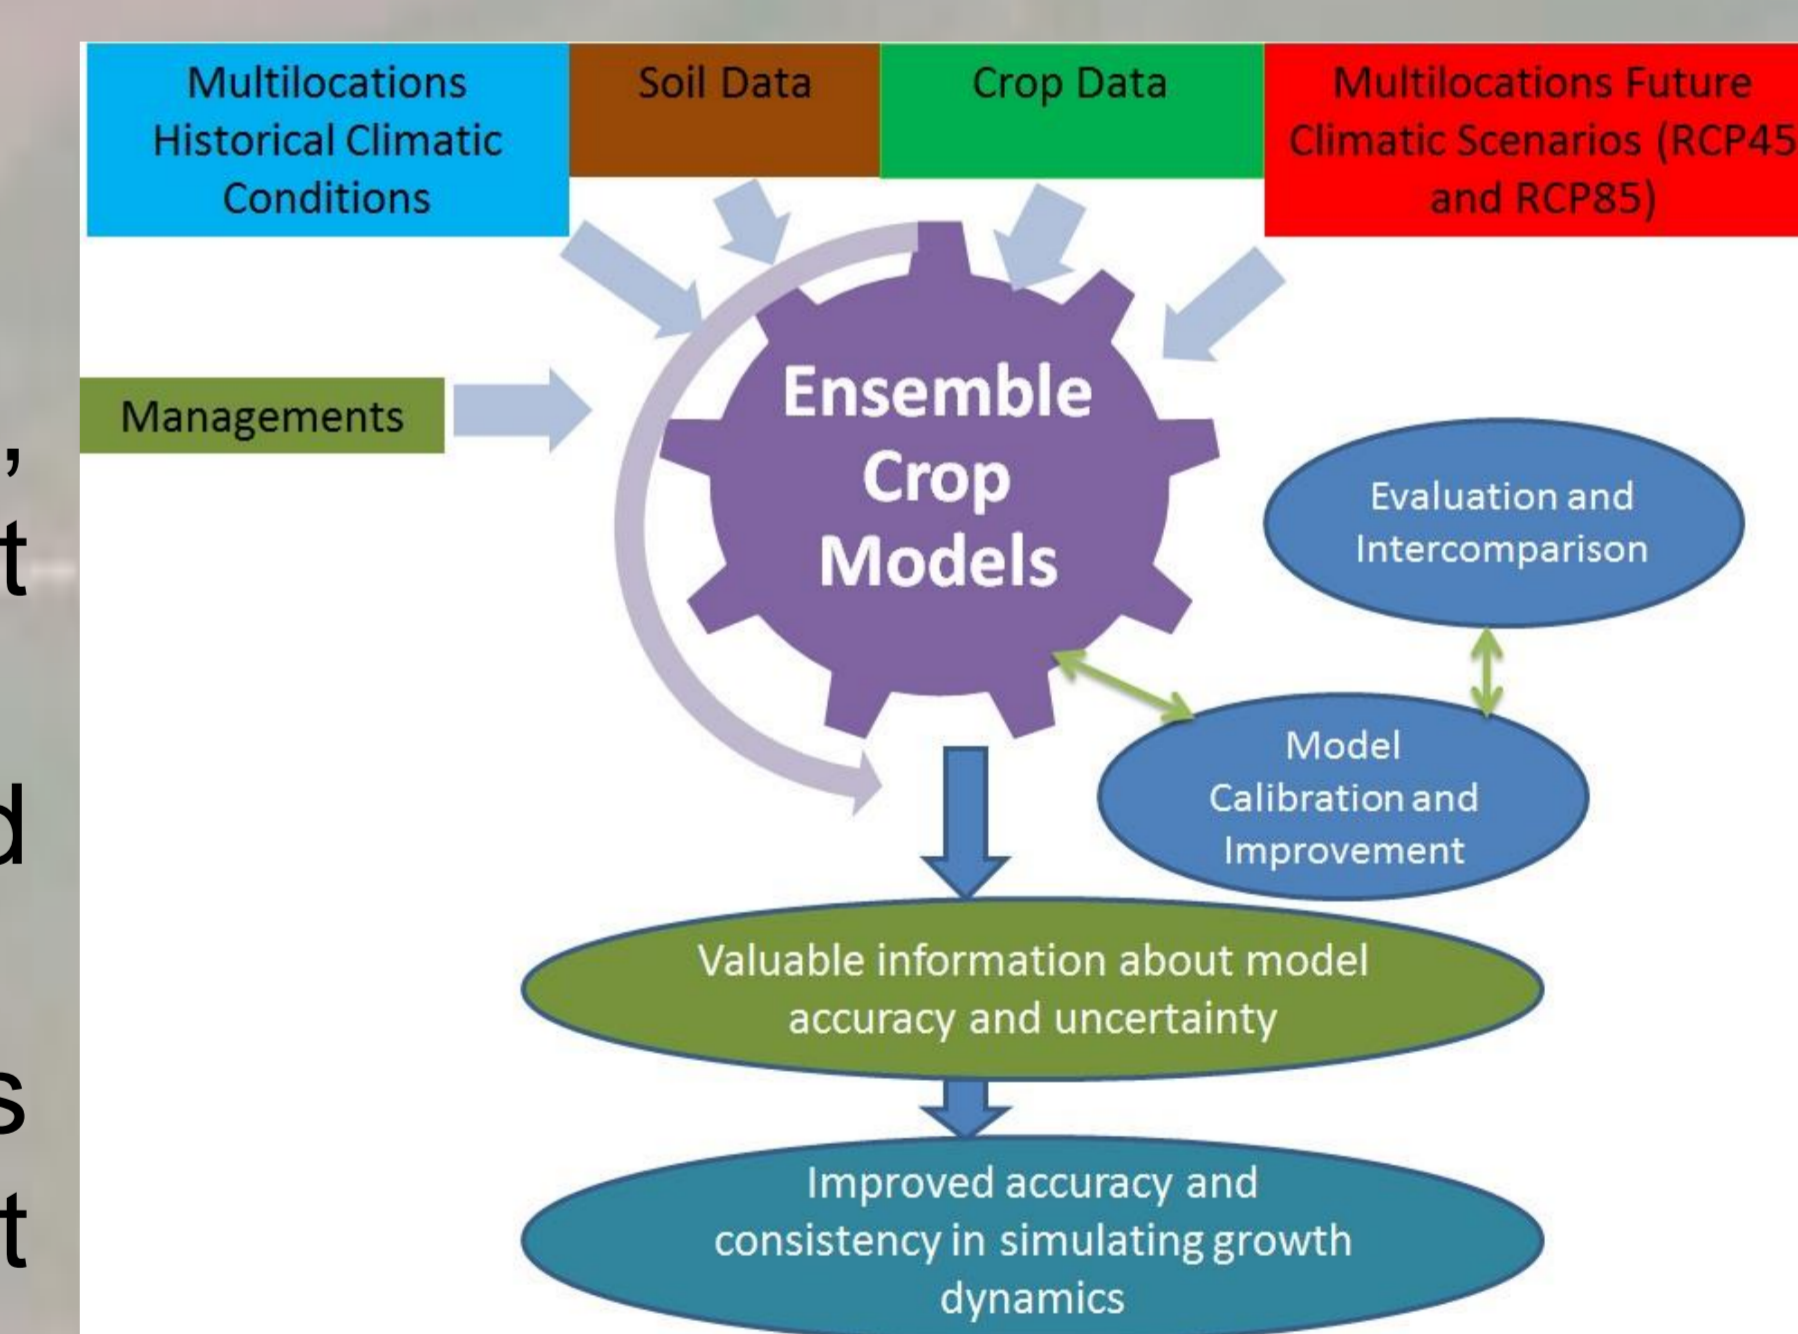 Multilocations
Historical Climatic
Conditions
Soil Data
Crop Data
Multilocations Future
Climatic Scenarios (RCP45
and RCP85)
Managements
Ensemble
Crop
Models
Evaluation and
Intercomparison
Model
Calibration and
Improvement
Valuable information about model
accuracy and uncertainty
Improved accuracy and
consistency in simulating growth
dynamics
,
t
d
s
t